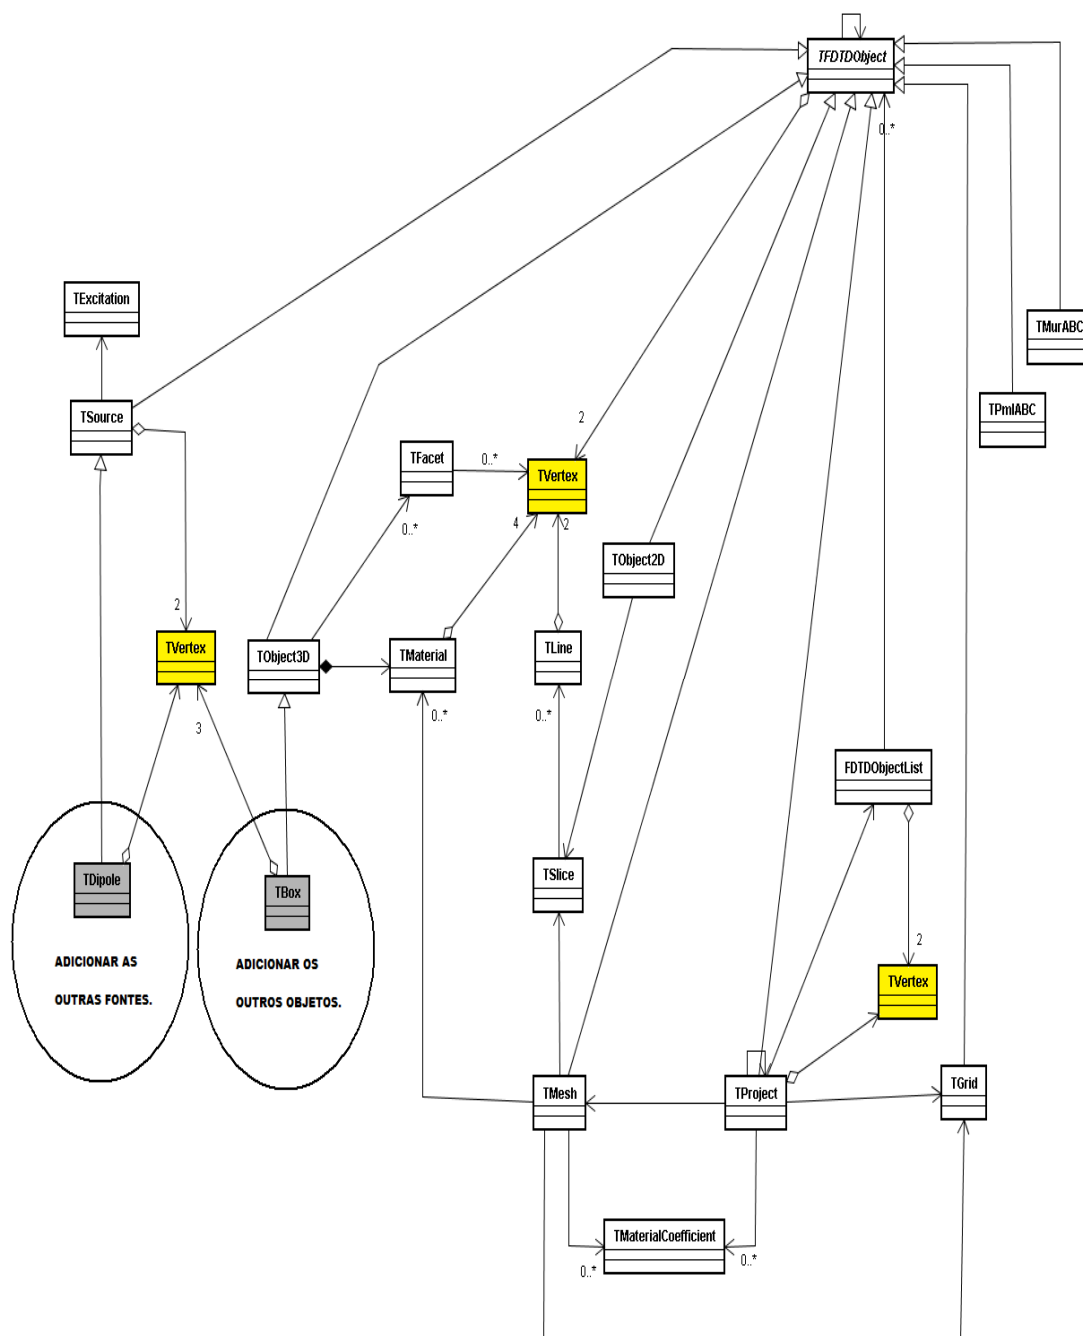 TFDTDObject
0..*
TExcitation
TMurABC
TPmlABC
TSource
2
TFacet
0..*
TVertex
0..*
4
2
TObject2D
2
TVertex
TObject3D
TMaterial
TLine
3
0..*
0..*
FDTDObjectList
TDipole
TBox
TSlice
ADICIONAR AS
OUTRAS FONTES.
ADICIONAR OS
OUTROS OBJETOS.
2
TVertex
TMesh
TProject
TGrid
TMaterialCoefficient
0..*
0..*